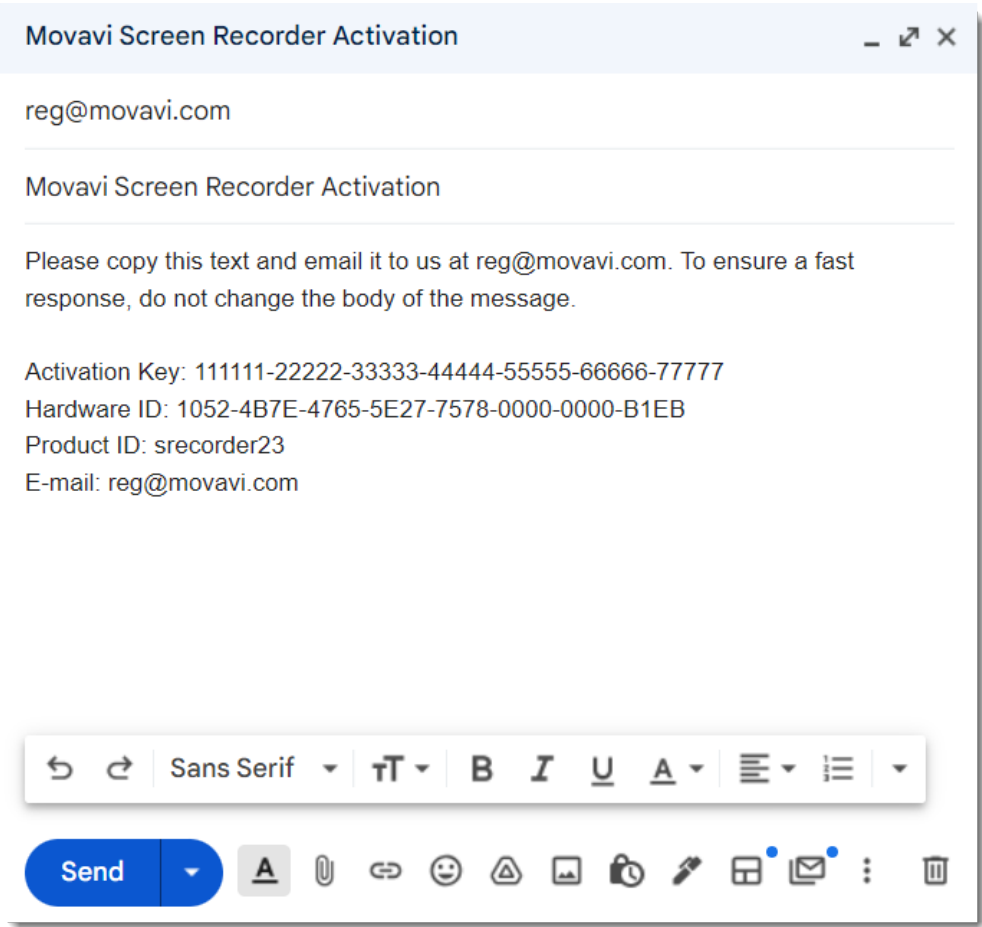 Movavi Screen Recorder Activation
reg@movavi.com
Movavi Screen Recorder Activation
Please copy this text and email it to us at reg@movavi.com. To ensure a fast
response, do not change the body of the message.
Activation Key: 111111-22222-33333-44444-55555-66666-77777
Hardware ID: 1052-4B7E-4765-5E27-7578-0000-0000-B1EB
Product ID: srecorder23
E-mail: reg@movavi.com
Sans Serif
Send